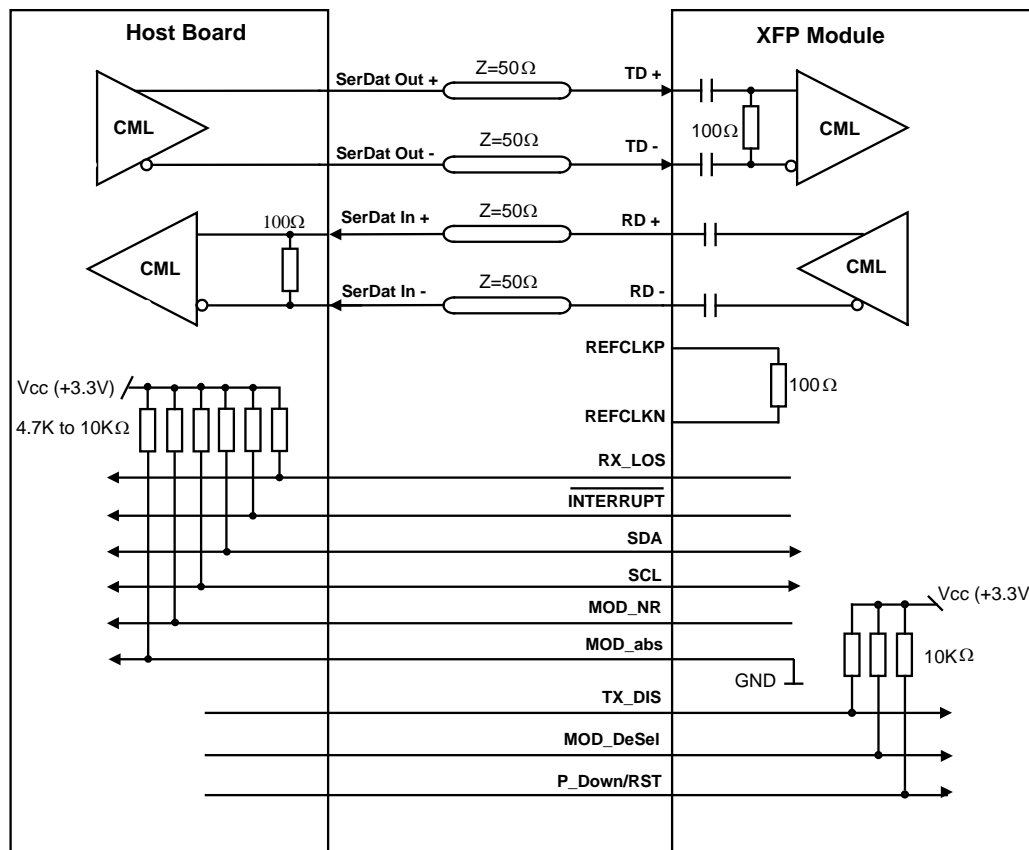 Host Board
XFP Module
SerDat Out +
Z=50Ω
TD +
CML
100Ω
CML
SerDat Out -
Z=50Ω
TD -
100Ω
SerDat In +
Z=50Ω
RD +
CML
CML
SerDat In -
Z=50Ω
RD -
REFCLKP
100Ω
REFCLKN
Vcc (+3.3V)
4.7K to 10KΩ
RX_LOS
INTERRUPT
SDA
SCL
MOD_NR
Vcc (+3.3V
MOD_abs
10KΩ
GND
TX_DIS
MOD_DeSel
P_Down/RST